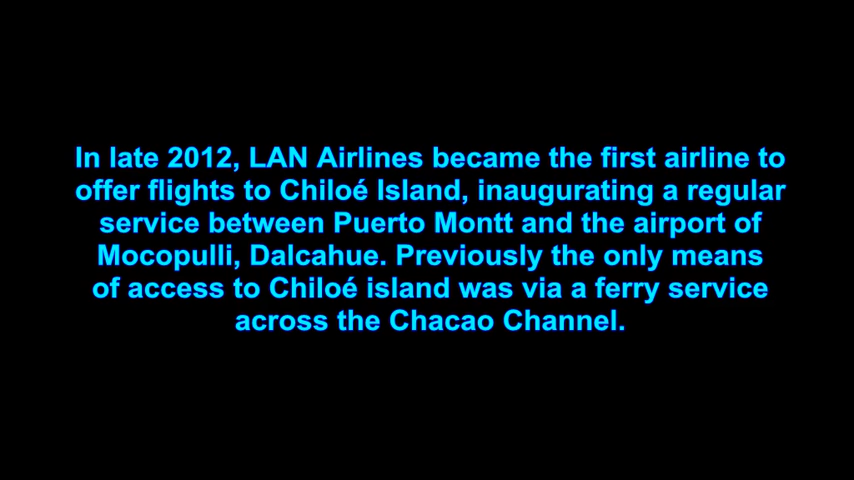 In late 2012, LAN Airlines became the first airline to
offer flights to Chiloé Island, inaugurating a regular
service between Puerto Montt and the airport of
Mocopulli, Dalcahue. Previously the only means
of access to Chiloé island was via a ferry service
across the Chacao Channel.